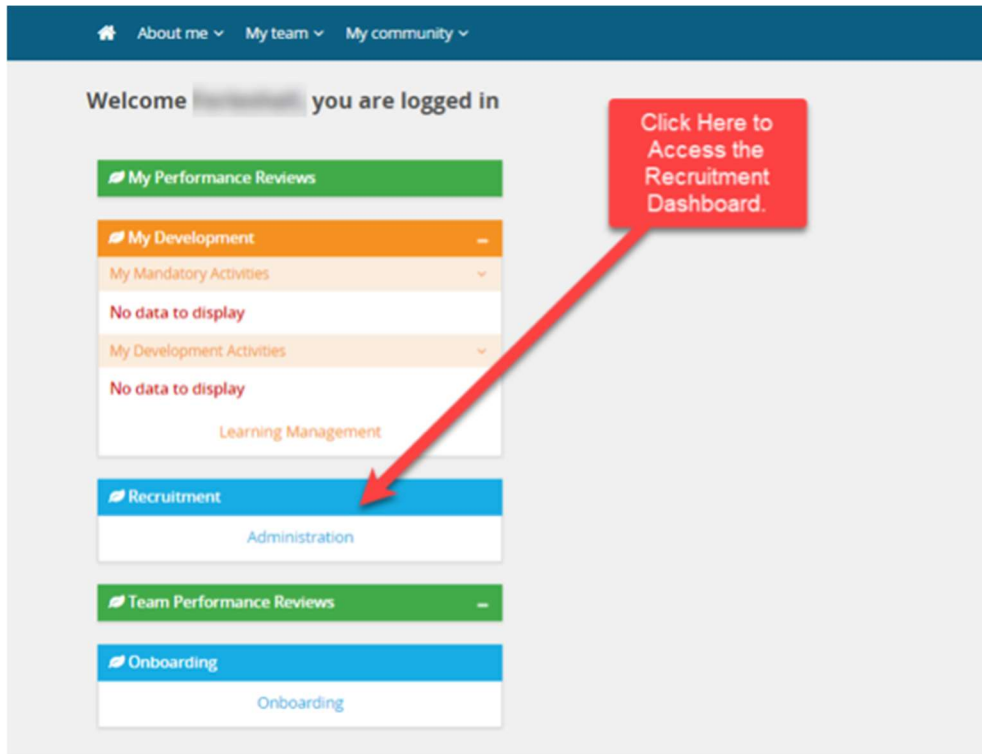 About me My team My community
Welcome you are logged in
Click Here to
Access the
Recruitment
Dashboard.
My Performance Reviews
My Development
My Mandatory Activities
No data to display
My Development Activities
No data to display
Learning Management
Recruitment
Administration
Team Performance Reviews
Onboarding
Onboarding